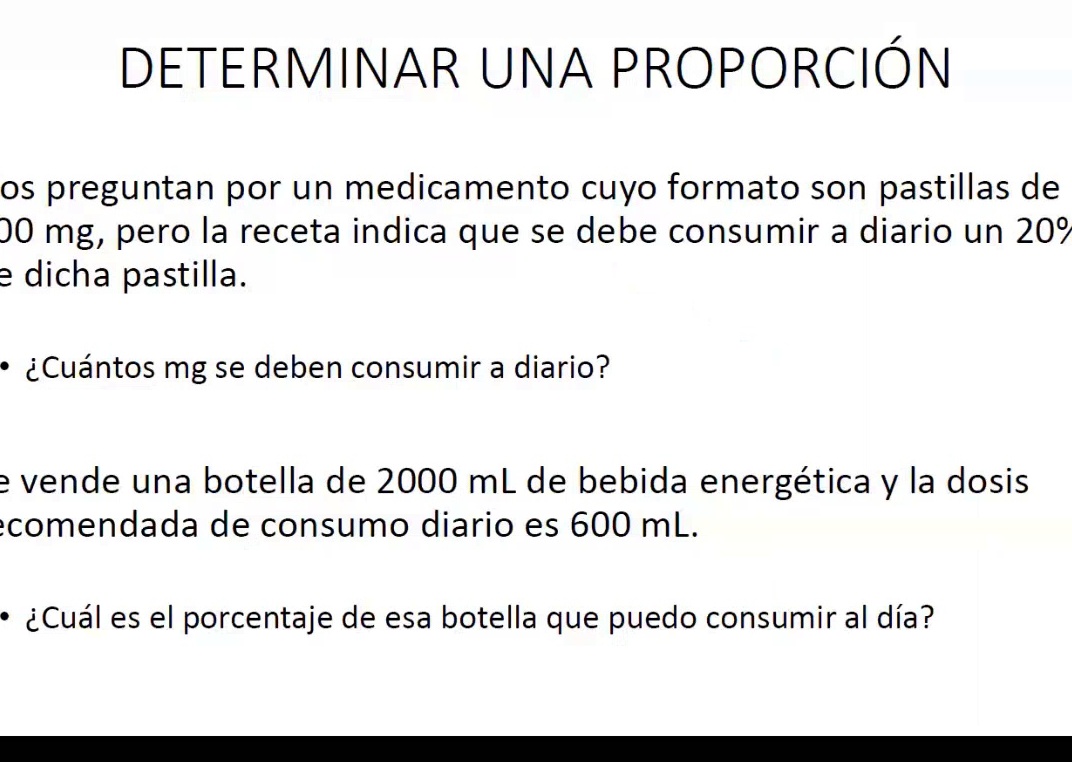 DETERMINAR UNA PROPORCIÓN
os preguntan por un medicamento cuyo formato son pastillas de
00 mg, pero la receta indica que se debe consumir a diario un 20%
e dicha pastilla.
• ¿Cuántos mg se deben consumir a diario?
e vende una botella de 2000 mL de bebida energética y la dosis
ecomendada de consumo diario es 600 mL.
• ¿Cuál es el porcentaje de esa botella que puedo consumir al día?